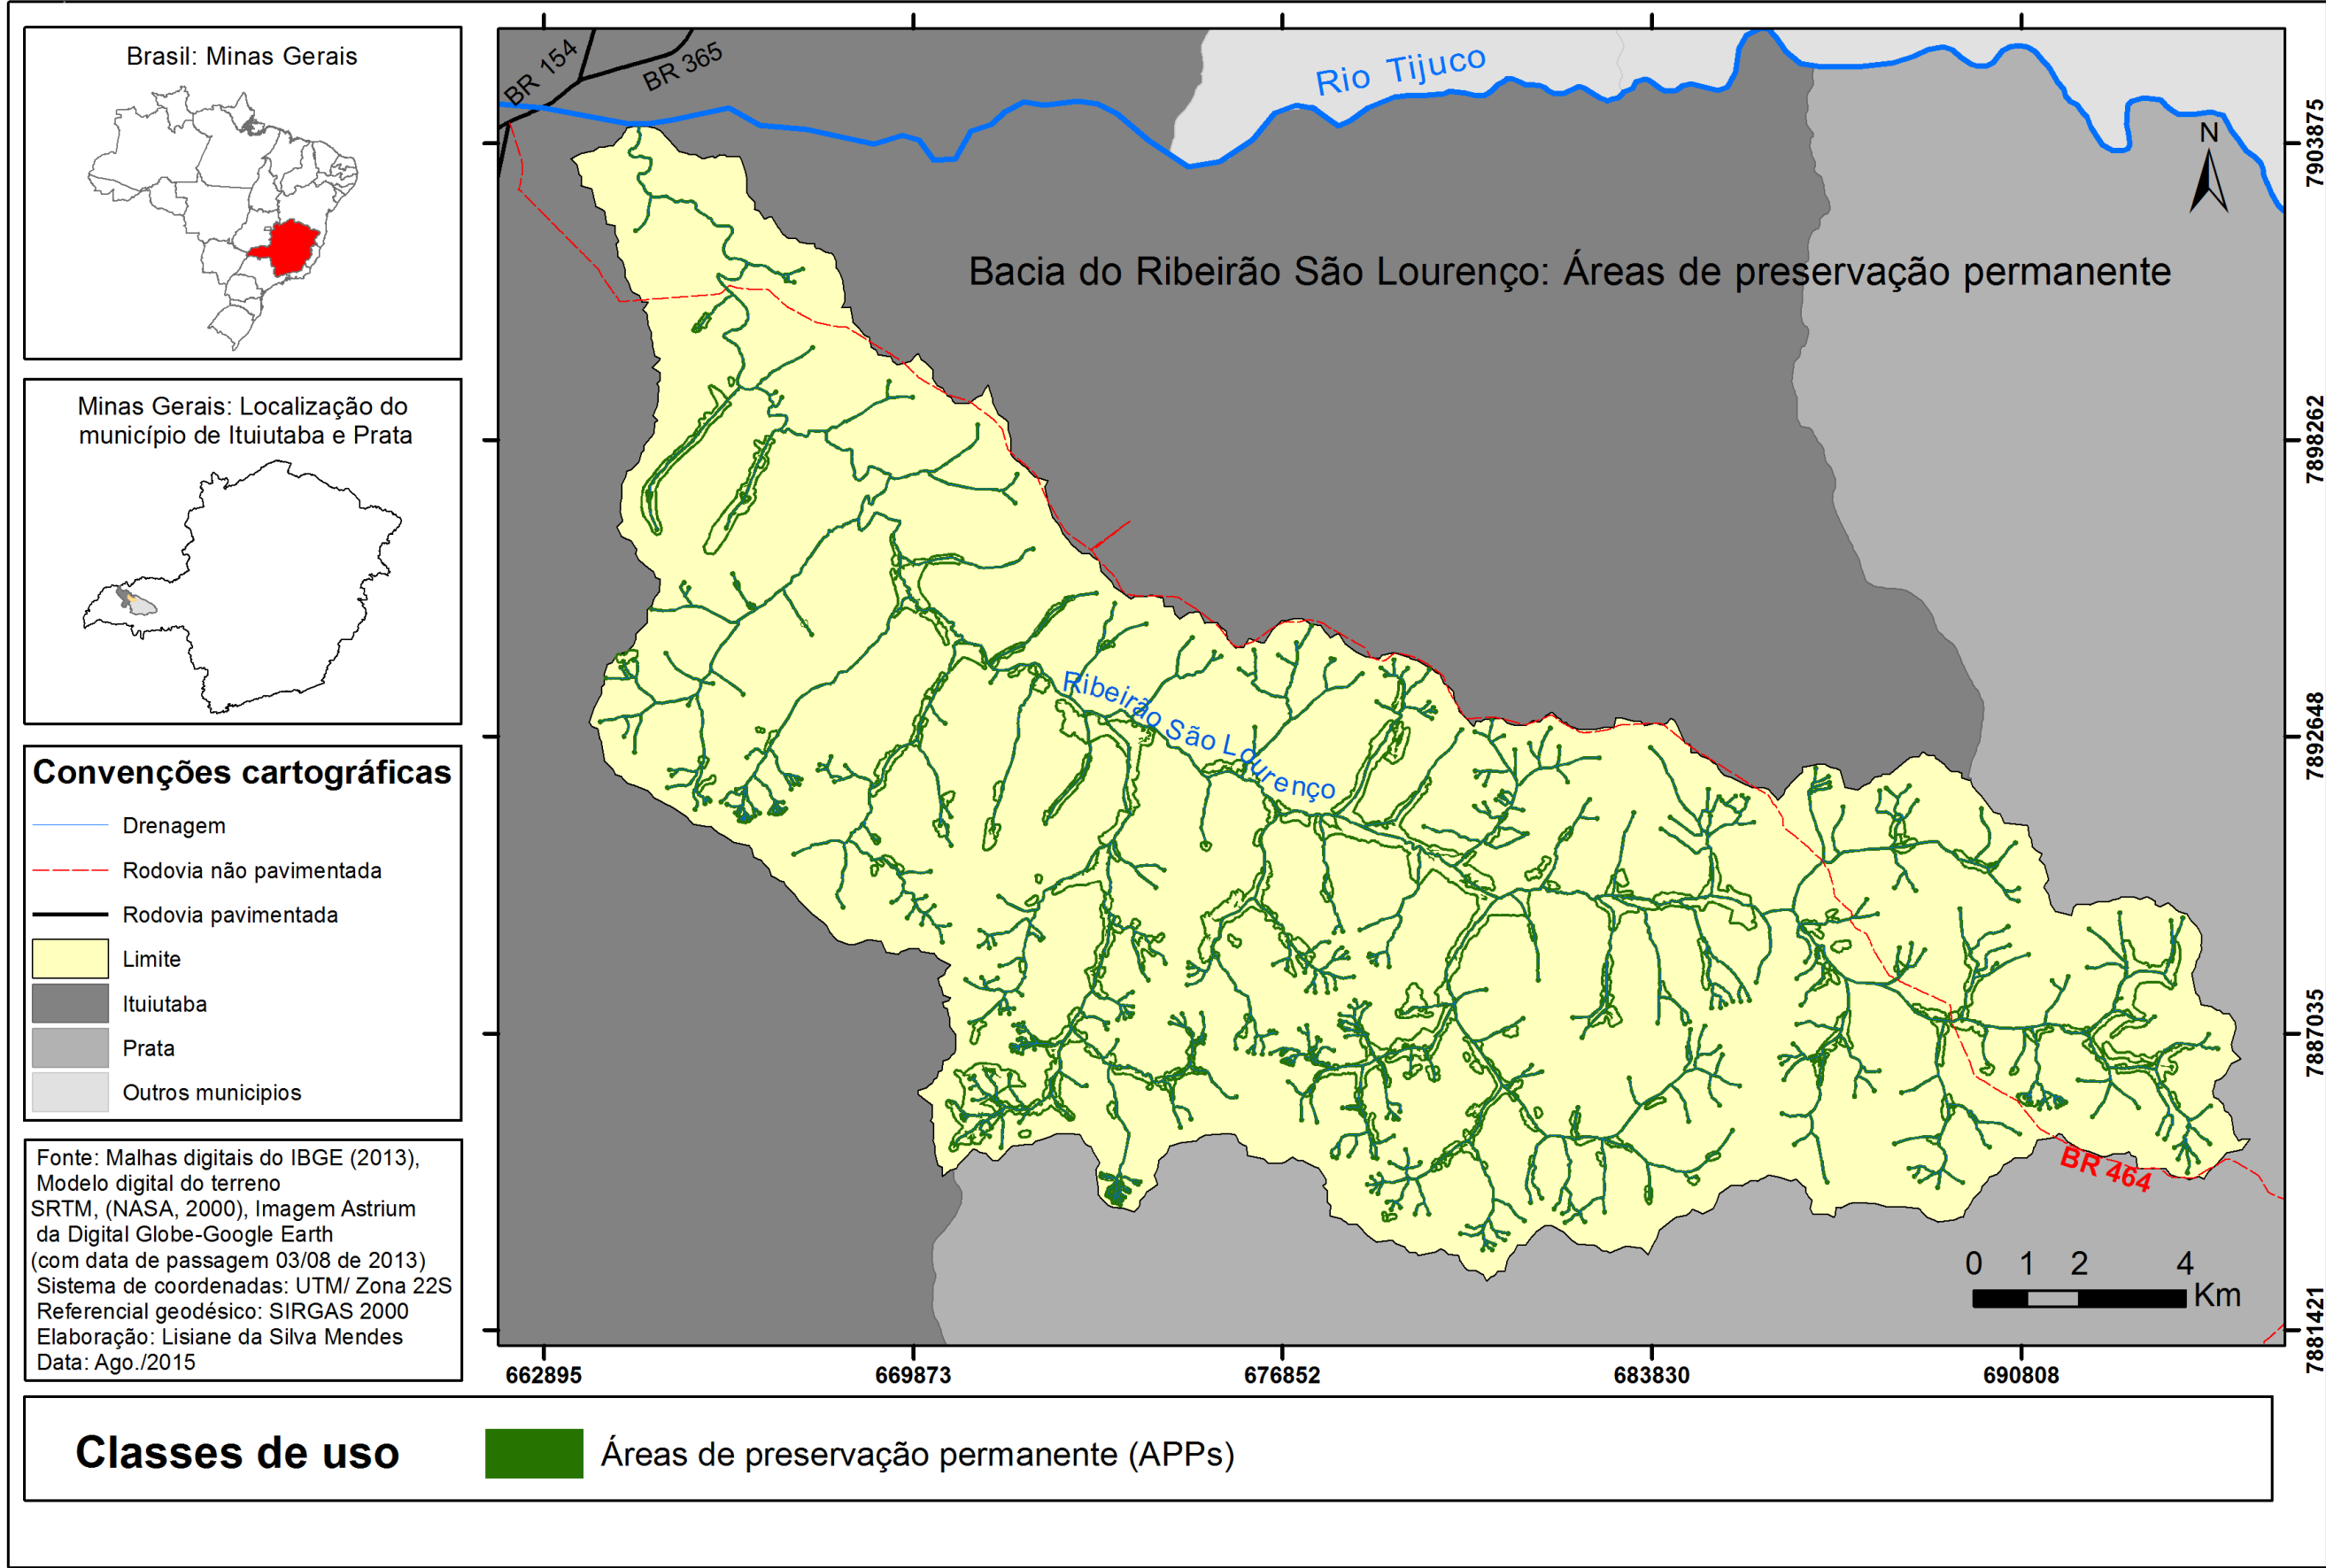 Brasil: Minas Gerais
Minas Gerais: Localização do
município de Ituiutaba e Prata
Convenções cartográficas
Drenagem
Rodovia não pavimentada
Rodovia pavimentada
Limite
Ituiutaba
Prata
Outros municipios
Fonte: Malhas digitais do IBGE (2013),
Modelo digital do terreno
SRTM, (NASA, 2000), Imagem Astrium
da Digital Globe-Google Earth
(com data de passagem 03/08 de 2013)
Sistema de coordenadas: UTM/ Zona 22S
Referencial geodésico: SIRGAS 2000
Elaboração: Lisiane da Silva Mendes
Data: Ago./2015
BR 154
BR 365
Rio Tijuco
N
Bacia do Ribeirão São Lourenço: Áreas de preservação permanente
Ribeirão São Lourenço
BR 464
0 1 2 4
Km
7903875
7898262
7892648
7887035
7881421
662895 669873 676852 683830 690808
Classes de uso
Áreas de preservação permanente (APPs)